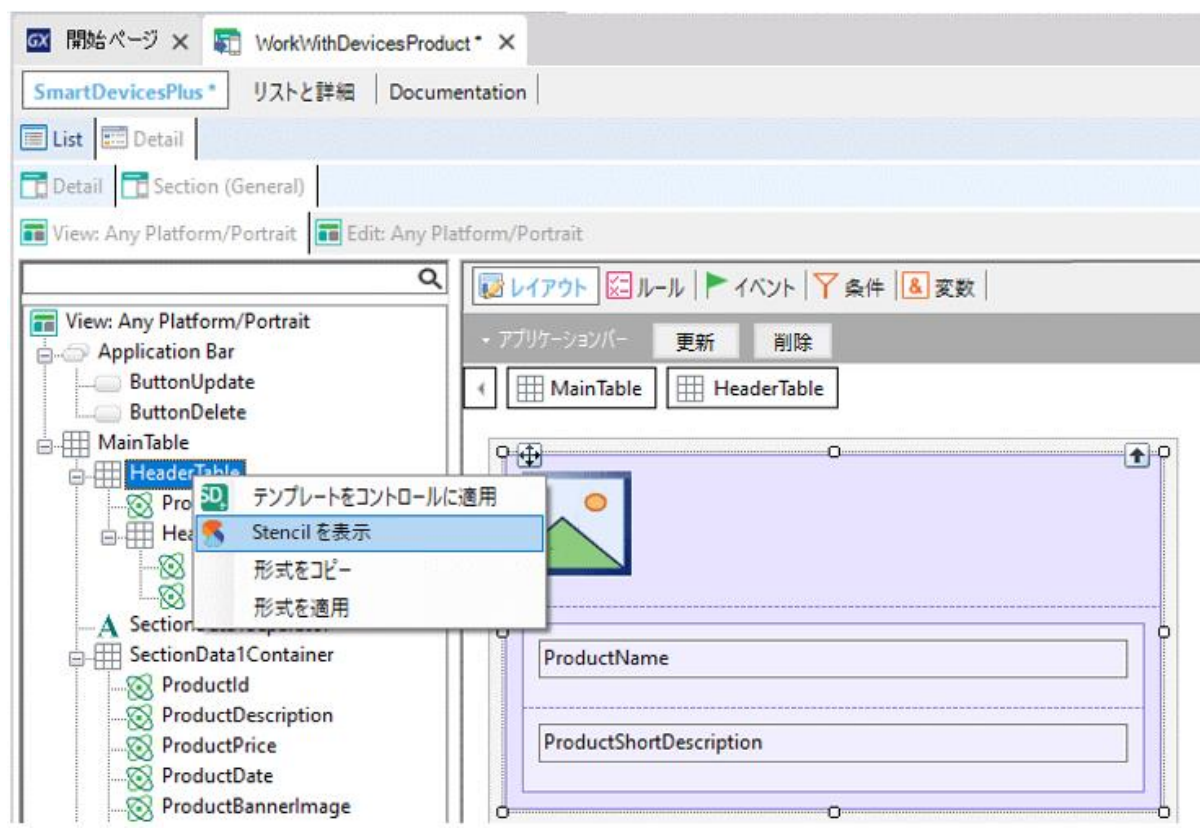 GX 開始ページ × WorkWithDevicesProduct* ×
SmartDevicesPlus * リストと詳細 Documentation
List Detail
Detail Section (General)
View: Any Platform/Portrait Edit: Any Platform/Portrait
レイアウト ルール イベント 条件 & 変数
View: Any Platform/Portrait
アプリケーションバー 更新 削除
Application Bar
ButtonUpdate
MainTable HeaderTable
ButtonDelete
MainTable
HeaderTable
Pro
SD テンプレートをコントロールに適用
Hea
Stencil を表示
形式をコピー
形式を適用
SectionData1Container
ProductName
ProductId
ProductDescription
ProductPrice
ProductShortDescription
ProductDate
ProductBannerImage